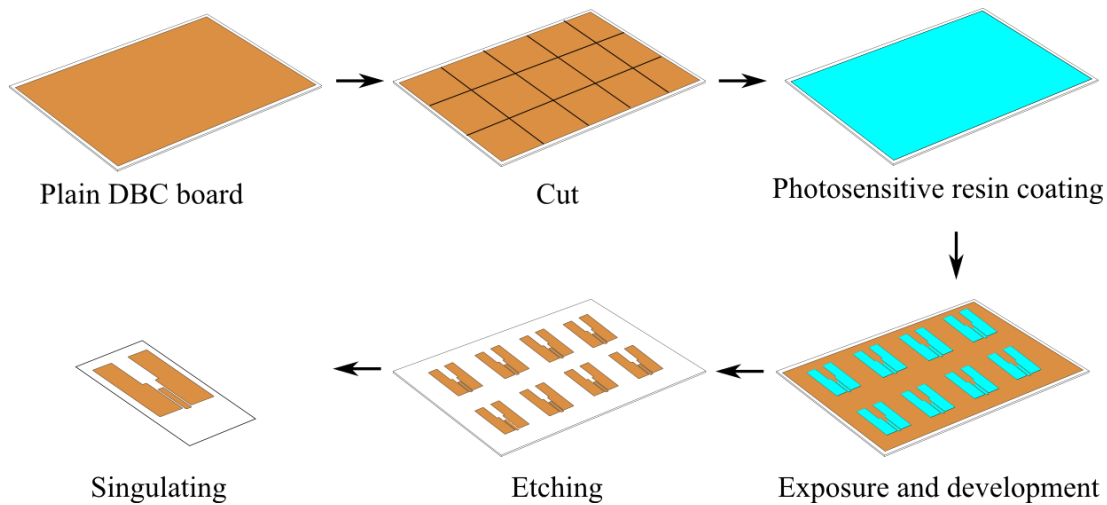 Plain DBC board
Cut
Photosensitive resin coating
Singulating
Etching
Exposure and development